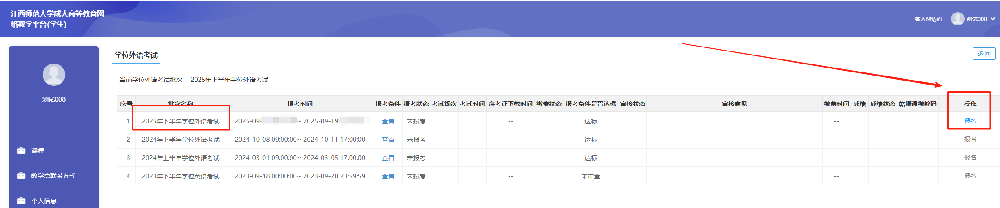 江西师范大学成人高等教育网
络教学平台(学生)
输入邀请码 测试008
测试008
课程
教学点联系方式
个人信息
学位外语考试
返回
当前学位外语考试批次 ： 2025年下半年学位外语考试
序号 批次名称 报考时间 报考条件 报考状态 考试场次 考试时间 准考证下载时间 缴费状态 报考条件是否达标 审核状态 审核意见 缴费时间 成绩 成绩状态 赣服通缴款码 操作
1 2025年下半年学位外语考试 2025-09- ~ 2025-09-19 查看 未报考 -- 达标 -- 报名
2 2024年下半年学位外语考试 2024-10-08 09:00:00~ 2024-10-11 17:00:00 查看 未报考 -- 达标 -- 报名
3 2024年上半年学位外语考试 2024-03-01 09:00:00~ 2024-03-05 17:00:00 查看 未报考 -- 达标 -- 报名
4 2023年下半年学位英语考试 2023-09-18 00:00:00~ 2023-09-20 23:59:59 查看 未报考 -- 未审查 -- 报名